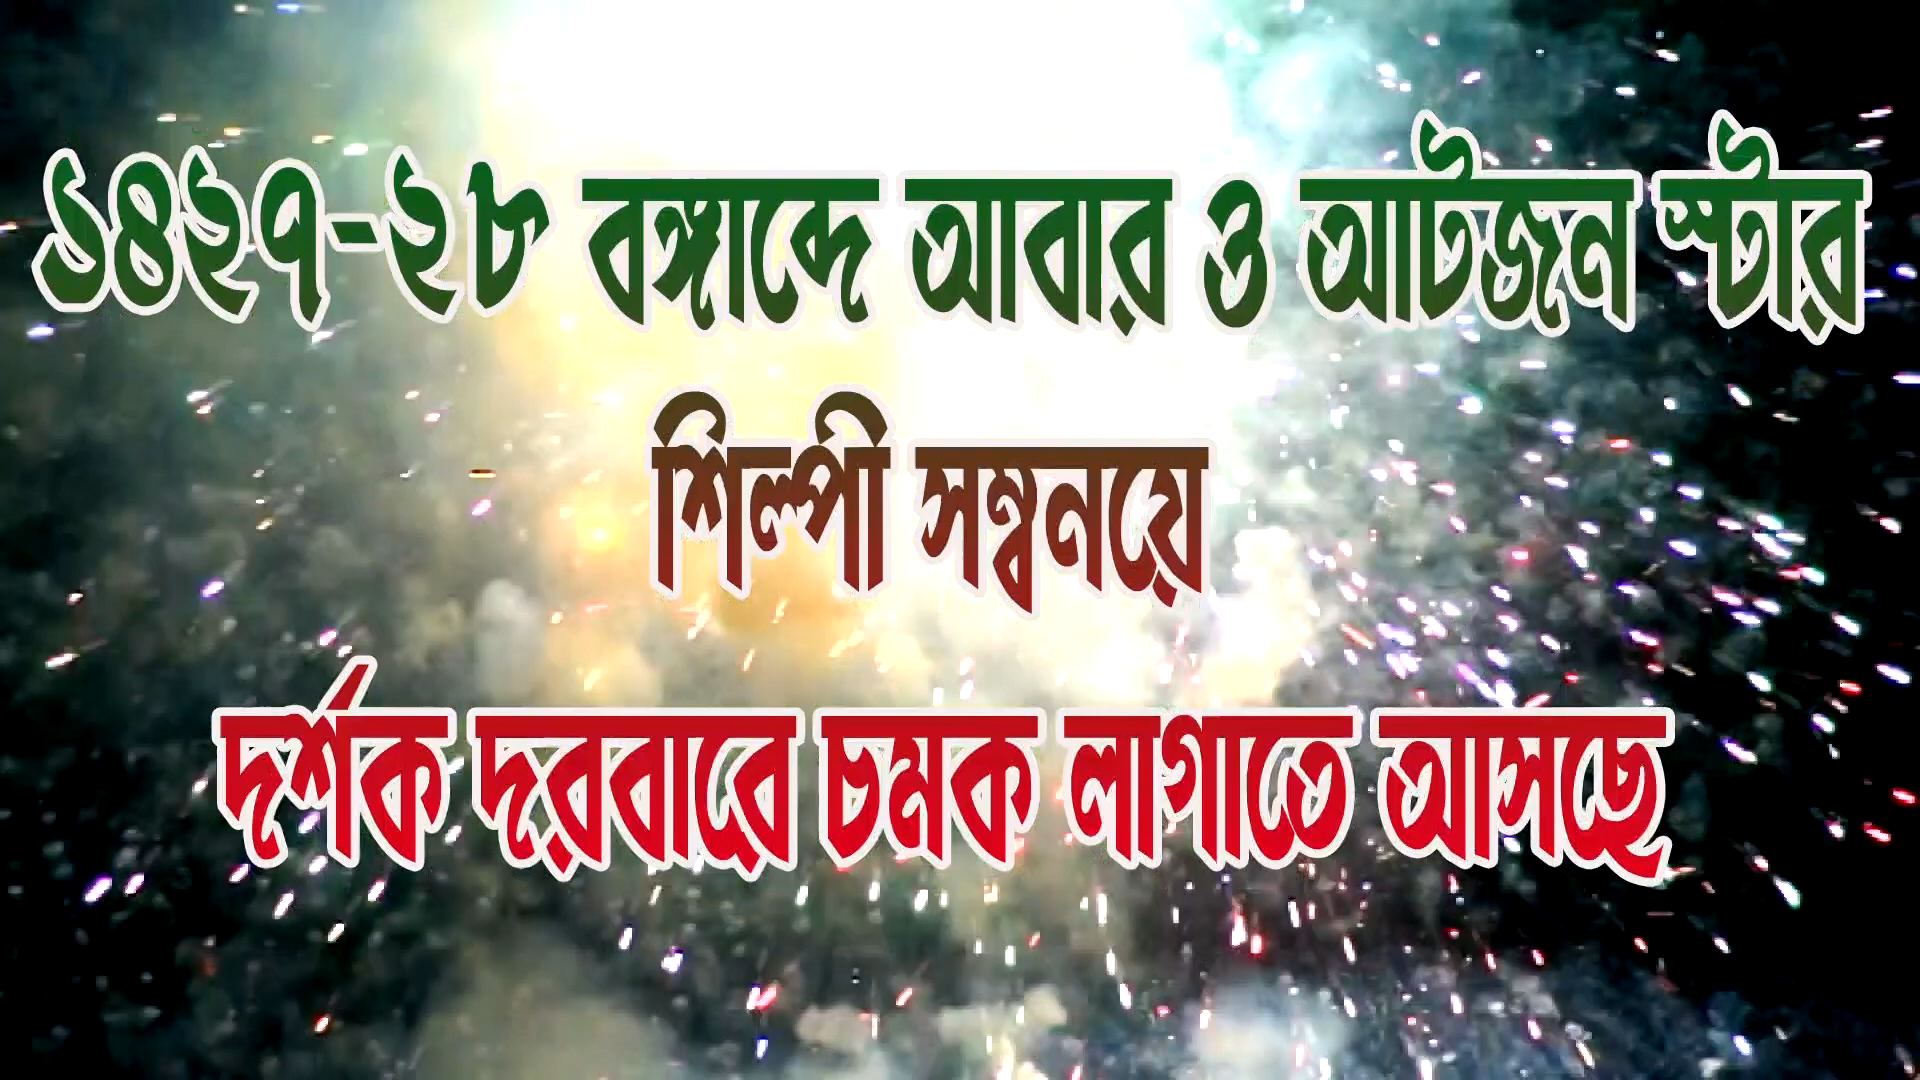 ১৪২৭-২৮ বঙ্গাব্দে আবার ও আটজন স্টার
শিল্পী সম্বনয়ে
দর্শক দরবারে চমক লাগাতে আসছে